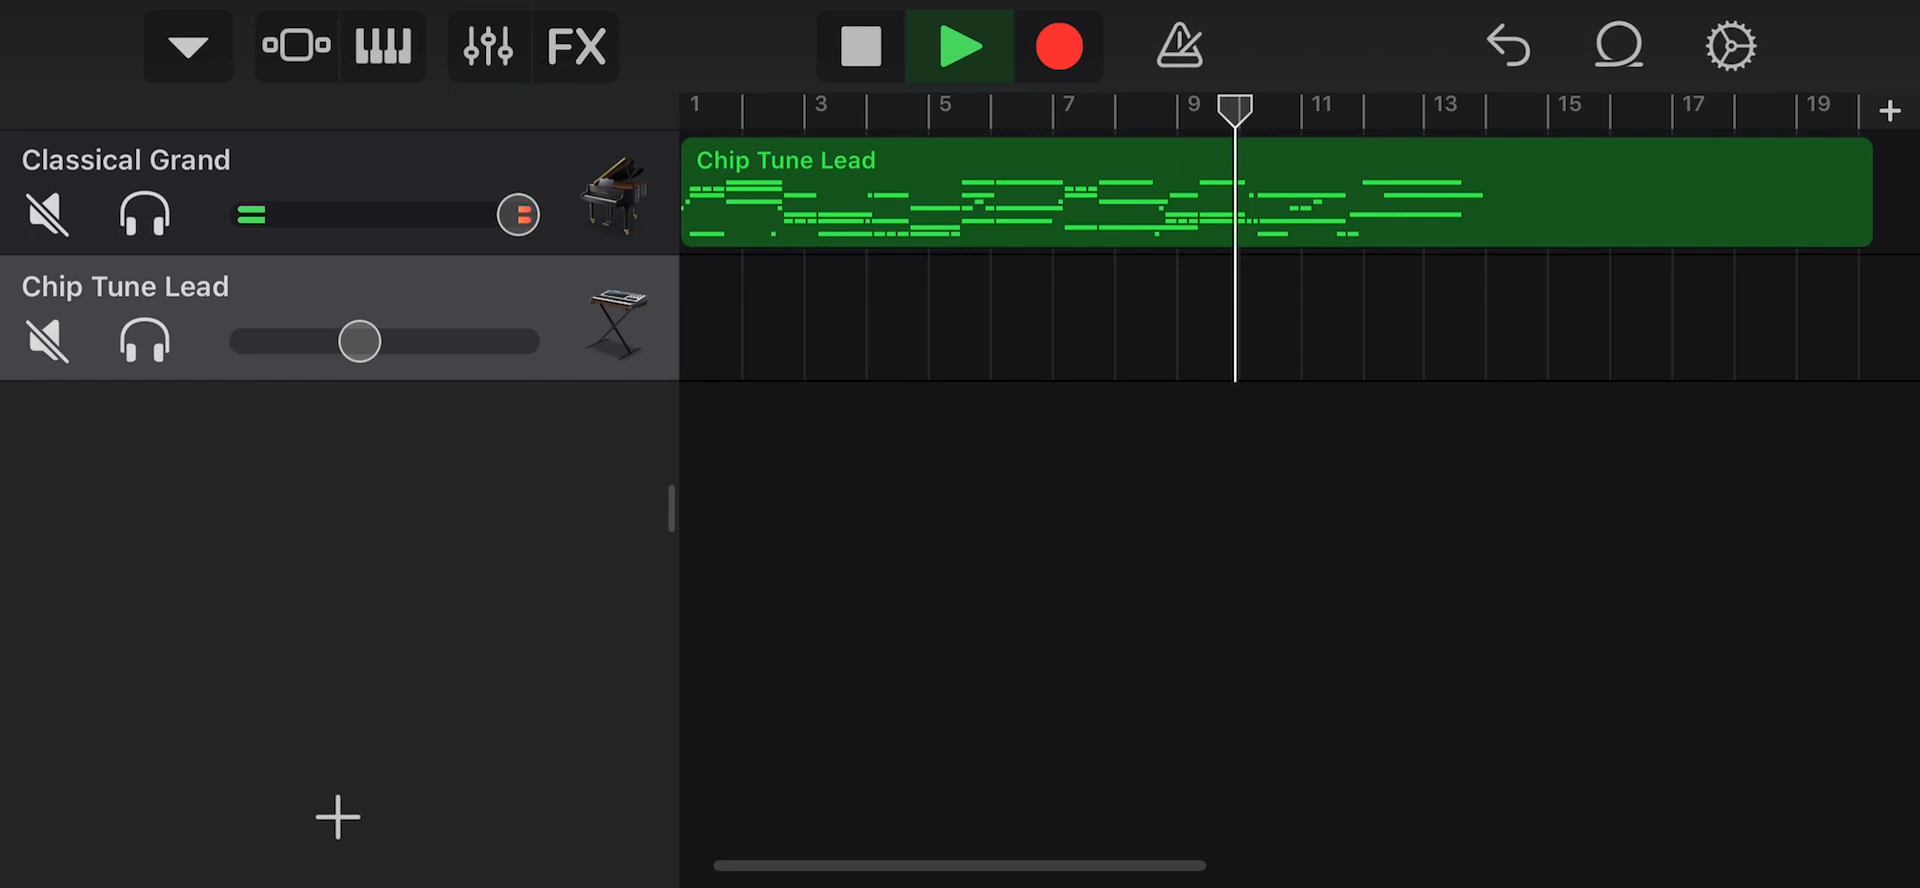 FX
1 3 5 7 9 11 13 15 17 19
Classical Grand
Chip Tune Lead
Chip Tune Lead